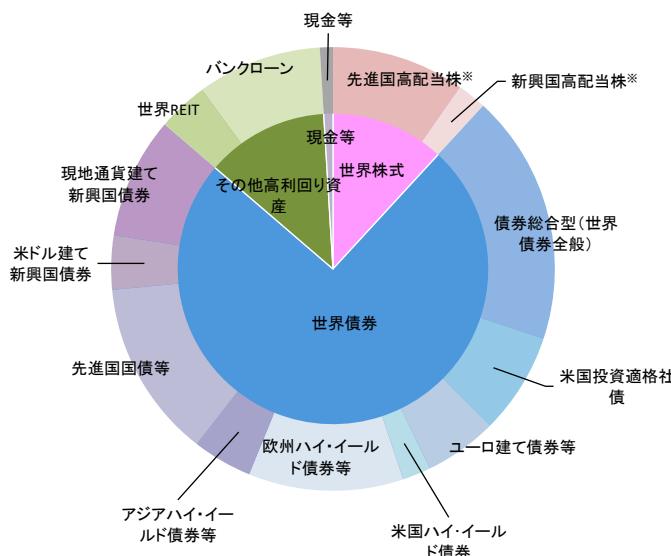 現金等
バンクローン
先進国高配当株※
新興国高配当株※
世界REIT
現金等
世界株式
現地通貨建て
新興国債券
その他高利回り資
産
債券総合型(世界
債券全般)
米ドル建て
新興国債券
世界債券
先進国国債等
米国投資適格社
債
ユーロ建て債券等
欧州ハイ・イール
ド債券等
アジアハイ・イー
ルド債券等
米国ハイ・イール
ド債券